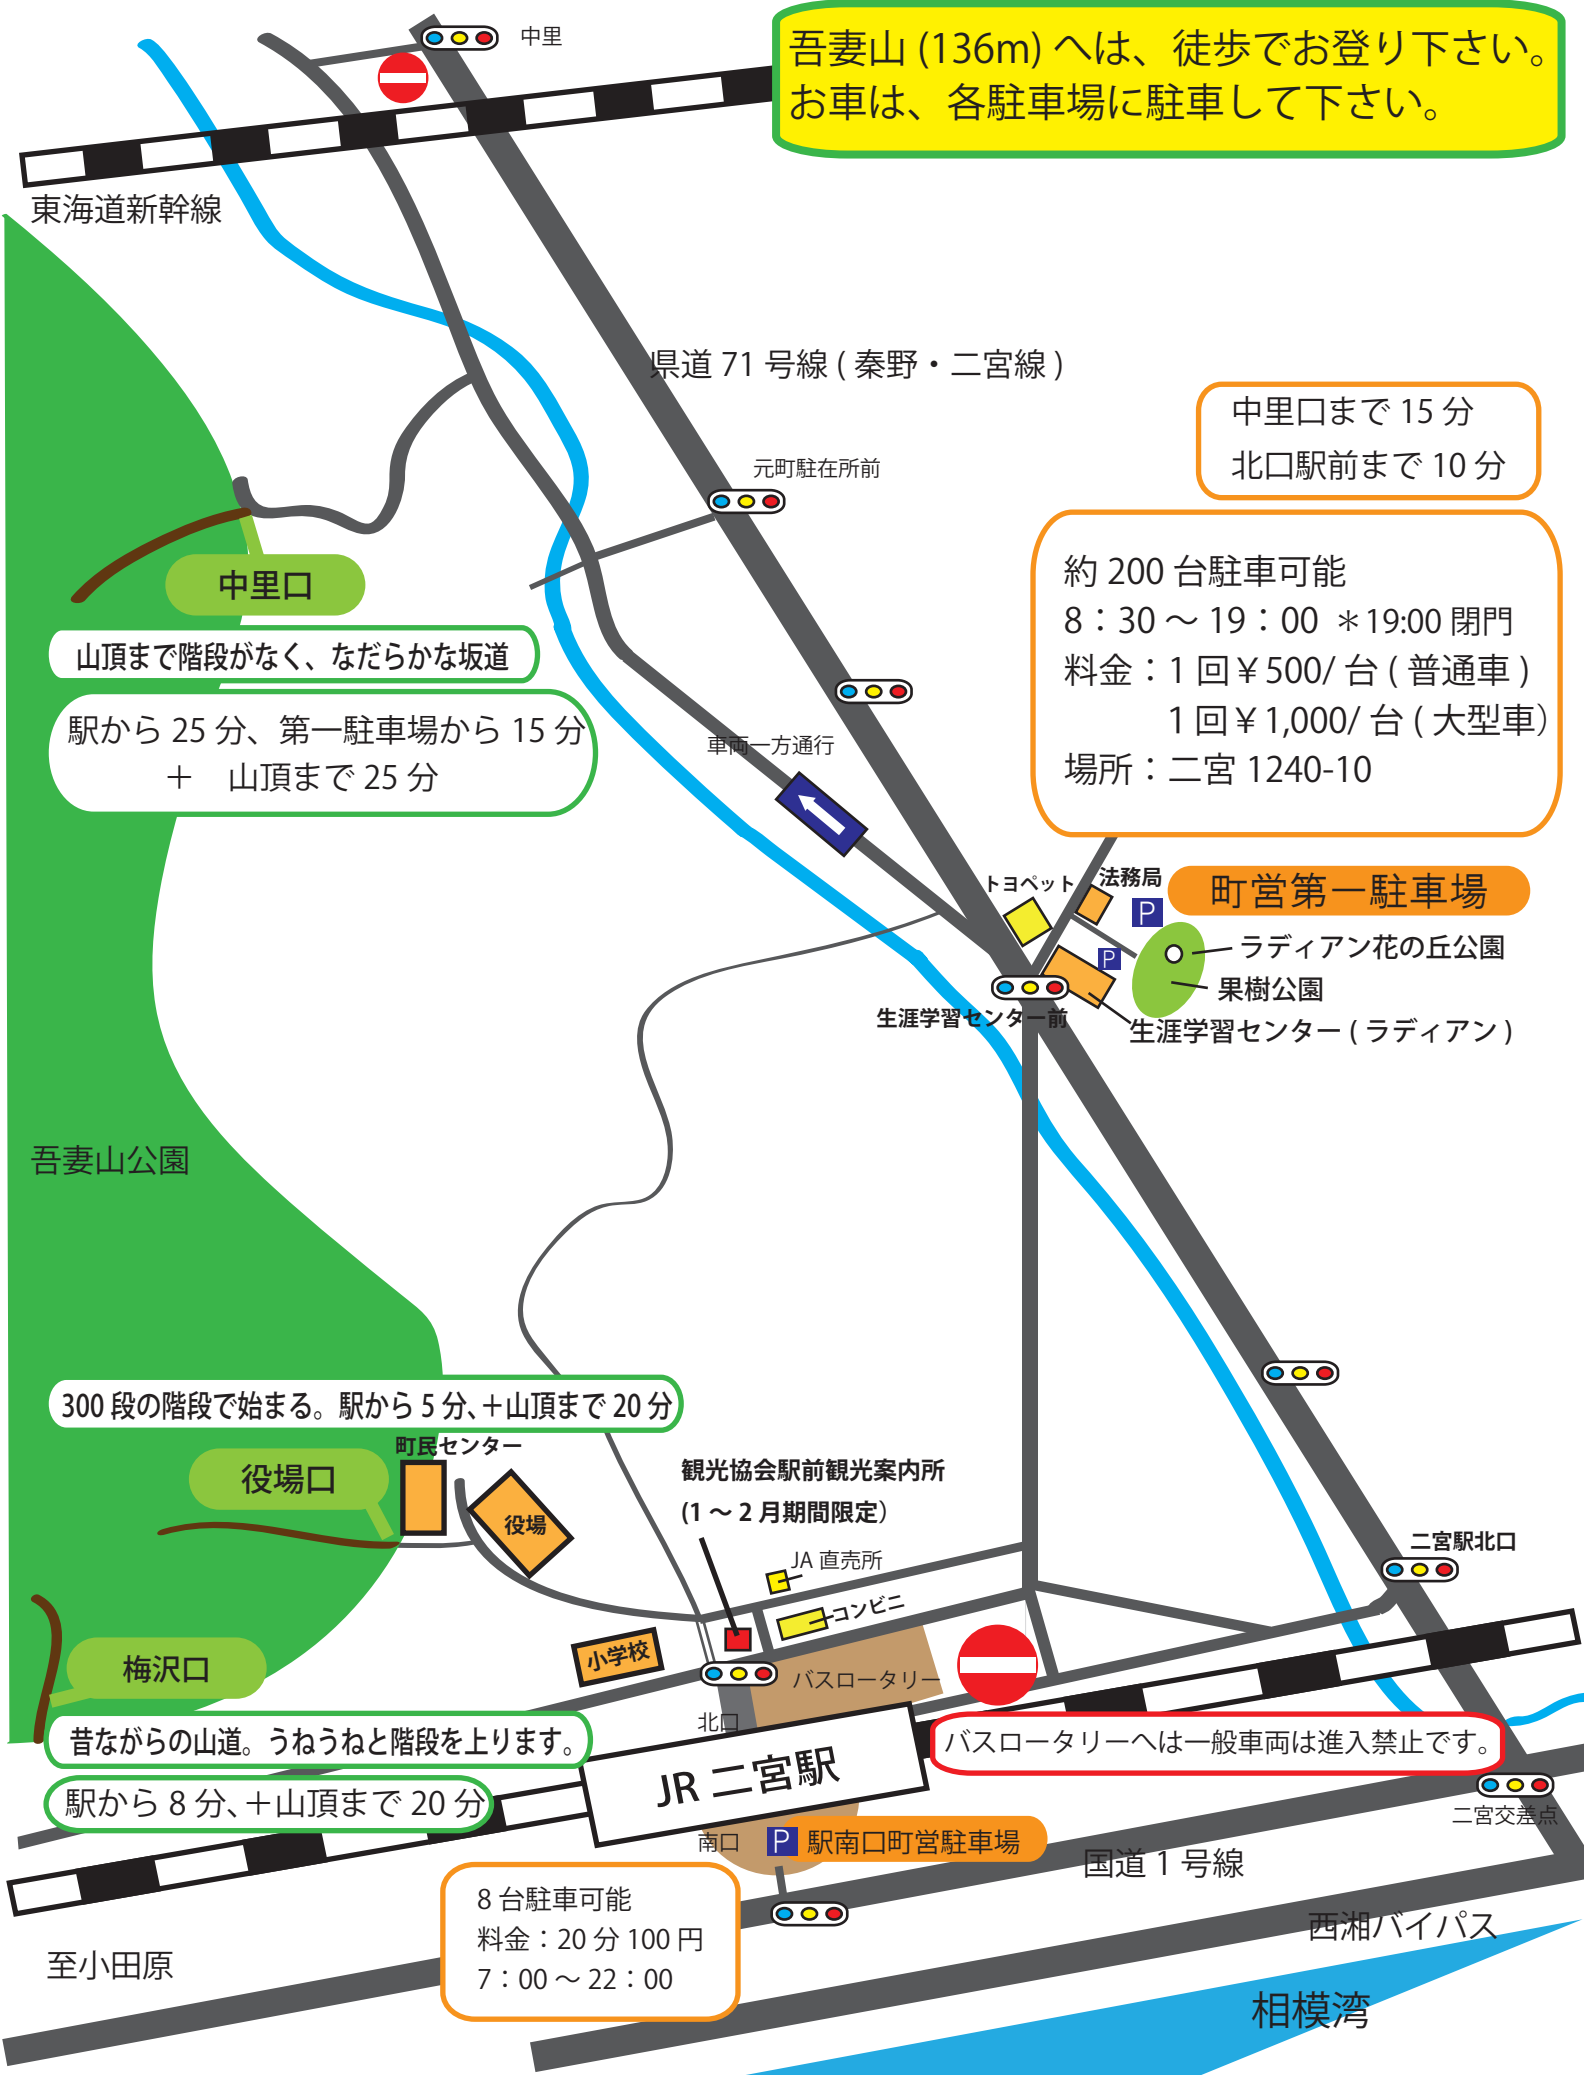 中里
吾妻山 (136m) へは、徒歩でお登り下さい。
お車は、各駐車場に駐車して下さい。
東海道新幹線
県道 71 号線 ( 秦野・二宮線 )
中里口まで 15 分
北口駅前まで 10 分
元町駐在所前
約 200 台駐車可能
8：30 ～ 19：00 ＊19:00 閉門
料金：1 回￥500/ 台 ( 普通車 )
1 回￥1,000/ 台 ( 大型車）
場所：二宮 1240-10
中里口
山頂まで階段がなく、なだらかな坂道
駅から 25 分、第一駐車場から 15 分
＋　山頂まで 25 分
車両一方通行
トヨペット
法務局
P
町営第一駐車場
P
ラディアン花の丘公園
果樹公園
生涯学習センター前
生涯学習センター ( ラディアン )
吾妻山公園
300 段の階段で始まる。駅から 5 分、＋山頂まで 20 分
町民センター
役場口
役場
観光協会駅前観光案内所
(1 ～ 2 月期間限定）
JA 直売所
コンビニ
二宮駅北口
小学校
梅沢口
バスロータリー
北口
昔ながらの山道。うねうねと階段を上ります。
バスロータリーへは一般車両は進入禁止です。
JR 二宮駅
駅から 8 分、＋山頂まで 20 分
二宮交差点
南口
P
駅南口町営駐車場
国道 1 号線
8 台駐車可能
料金：20 分 100 円
7：00 ～ 22：00
西湘バイパス
至小田原
相模湾